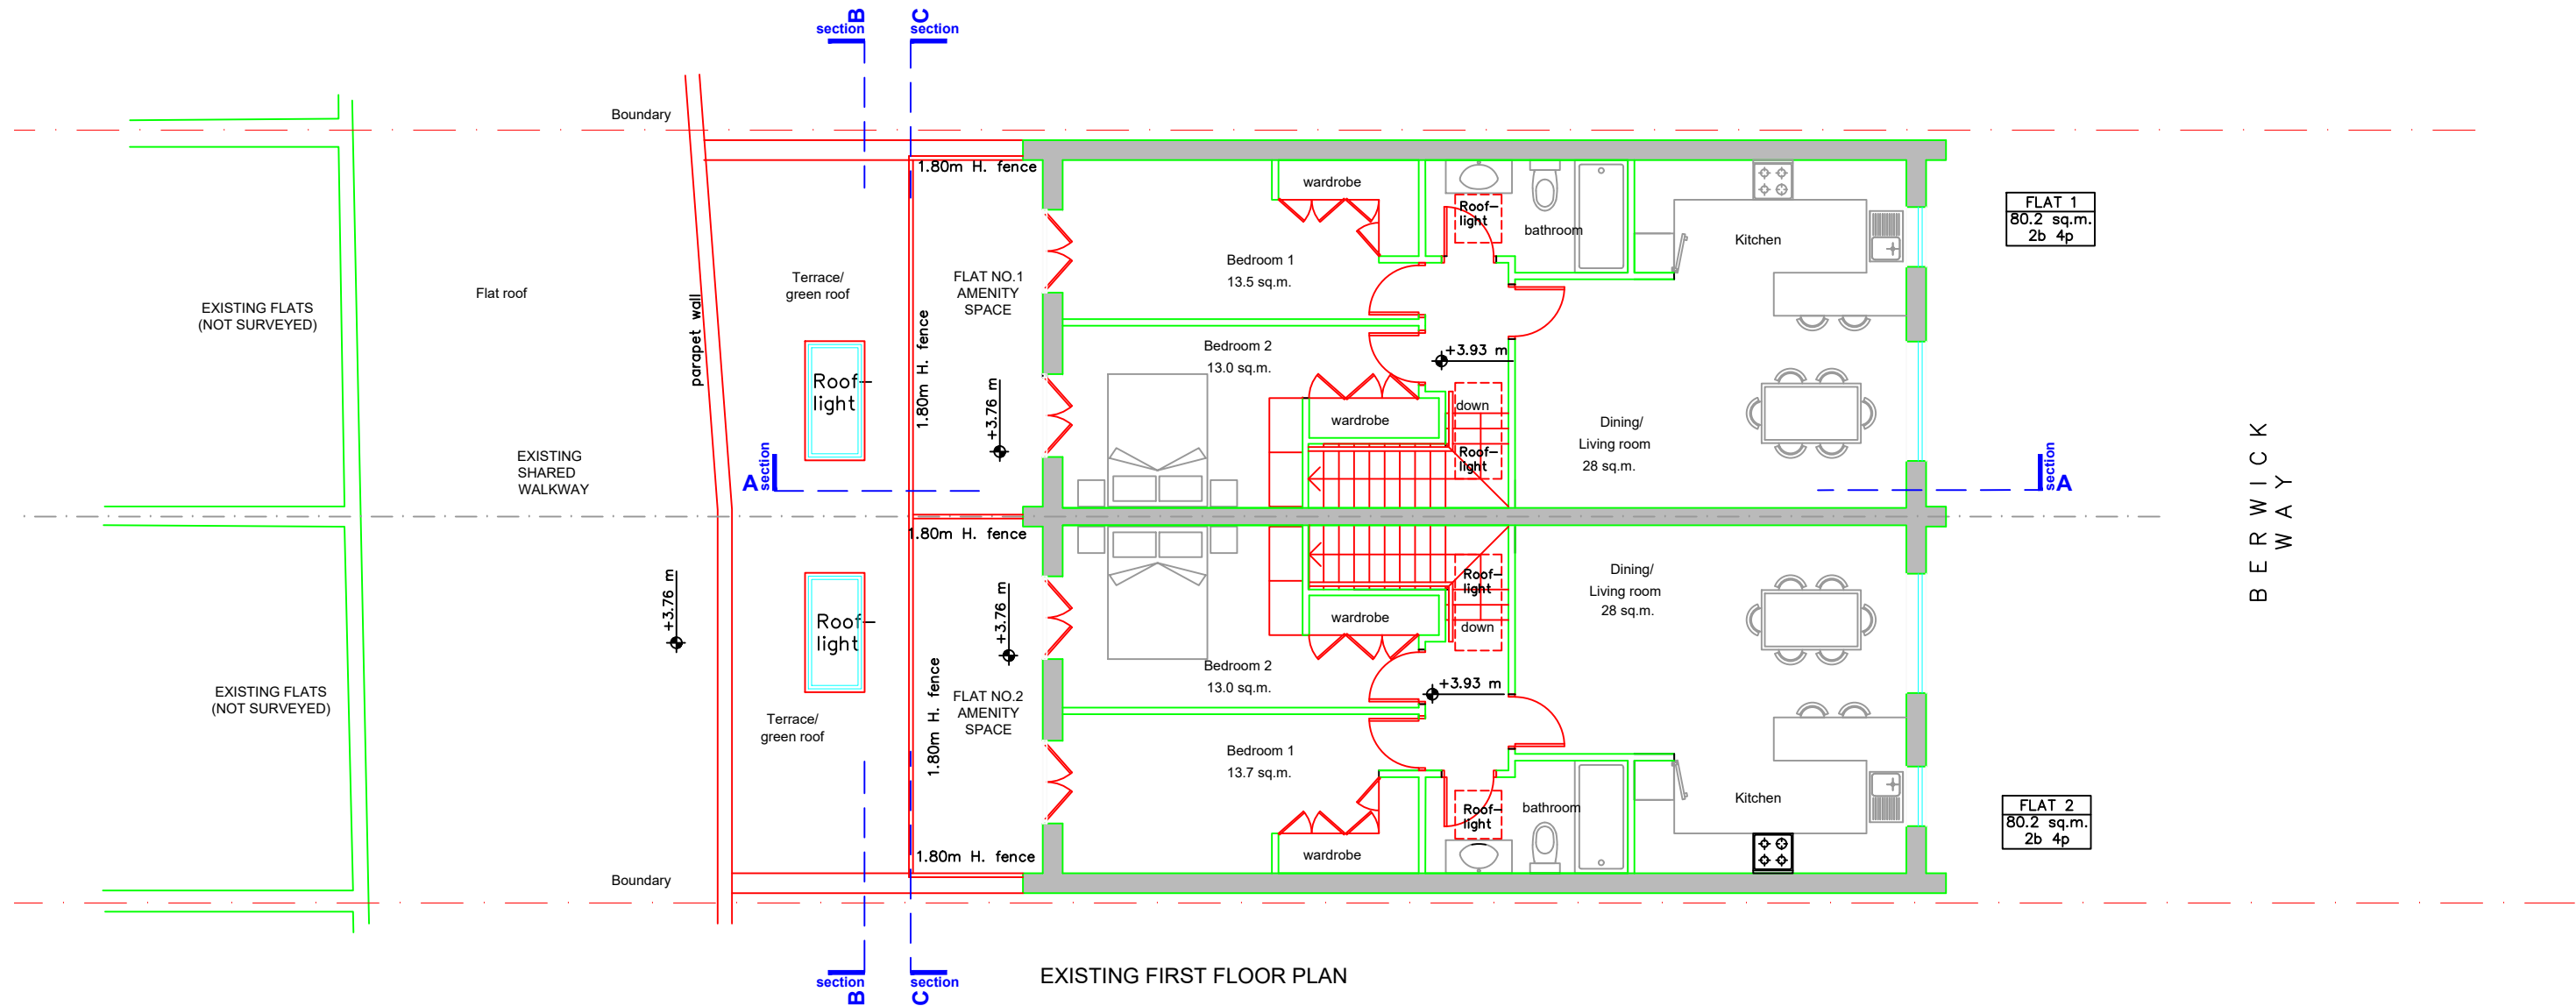 B
section
C
section
Boundary
1.80m H. fence
wardrobe
Roof-
light
bathroom
Kitchen
FLAT 1
80.2 sq.m.
2b 4p
EXISTING FLATS
(NOT SURVEYED)
Flat roof
parapet wall
Terrace/
green roof
FLAT NO.1
AMENITY
SPACE
Bedroom 1
13.5 sq.m.
Roof-
light
1.80m H. fence
+3.76 m
Bedroom 2
13.0 sq.m.
+3.93 m
wardrobe
down
Roof-
light
Dining/
Living room
28 sq.m.
EXISTING
SHARED
WALKWAY
A
section
section
A
BERWICK
WAY
1.80m H. fence
+3.76 m
Roof-
light
+3.76 m
1.80m H. fence
FLAT NO.2
AMENITY
SPACE
wardrobe
Roof-
light
down
Dining/
Living room
28 sq.m.
Bedroom 2
13.0 sq.m.
+3.93 m
EXISTING FLATS
(NOT SURVEYED)
Terrace/
green roof
Bedroom 1
13.7 sq.m.
Roof-
light
bathroom
Kitchen
FLAT 2
80.2 sq.m.
2b 4p
1.80m H. fence
wardrobe
Boundary
section
B
section
C
EXISTING FIRST FLOOR PLAN